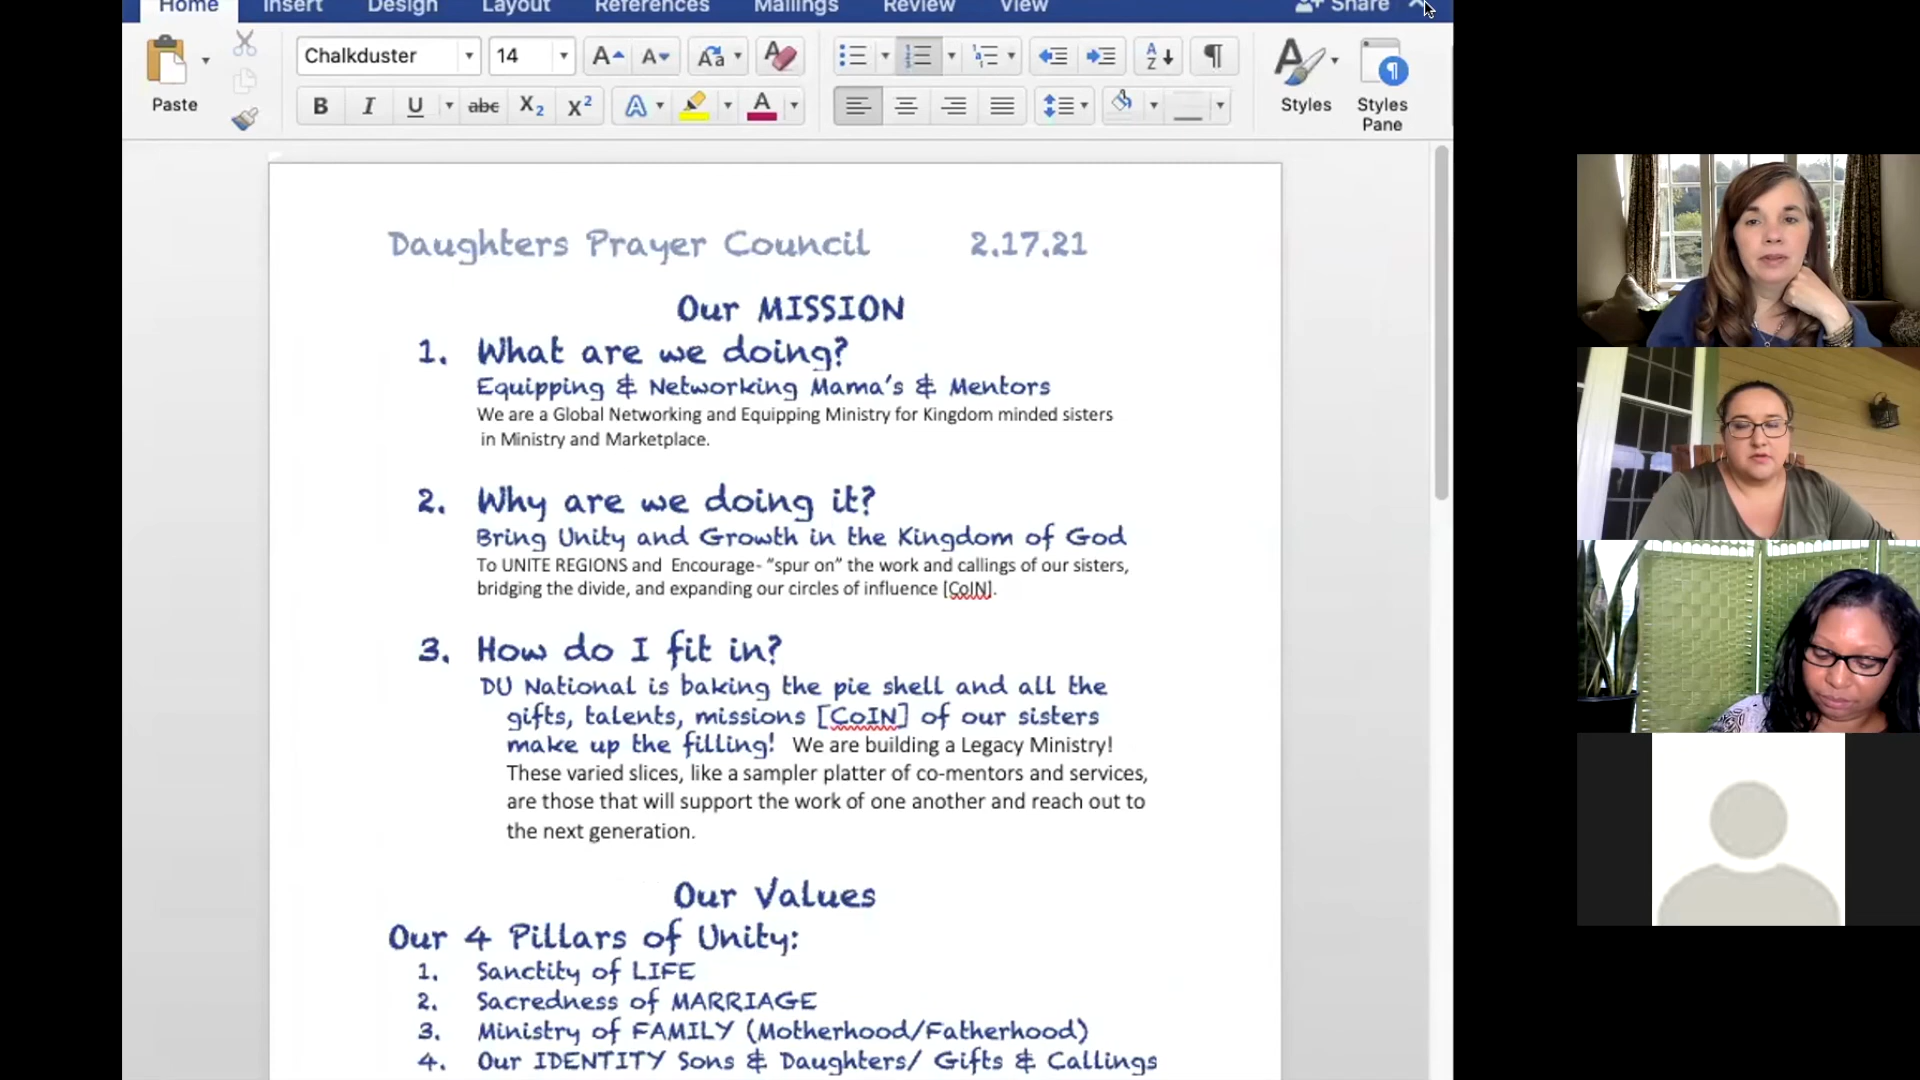 Home Insert Design Layout References Mailings Review View Share
Chalkduster 14
Paste
Styles Styles Pane
Daughters Prayer Council 2.17.21
Our MISSION
1. What are we doing?
Equipping & Networking Mama's & Mentors
We are a Global Networking and Equipping Ministry for Kingdom minded sisters
in Ministry and Marketplace.
2. Why are we doing it?
Bring Unity and Growth in the Kingdom of God
To UNITE REGIONS and Encourage- "spur on" the work and callings of our sisters,
bridging the divide, and expanding our circles of influence [CoIN].
3. How do I fit in?
DU National is baking the pie shell and all the
gifts, talents, missions [CoIN] of our sisters
make up the filling! We are building a Legacy Ministry!
These varied slices, like a sampler platter of co-mentors and services,
are those that will support the work of one another and reach out to
the next generation.
Our Values
Our 4 Pillars of Unity:
1. Sanctity of LIFE
2. Sacredness of MARRIAGE
3. Ministry of FAMILY (Motherhood/Fatherhood)
4. Our IDENTITY Sons & Daughters/ Gifts & Callings